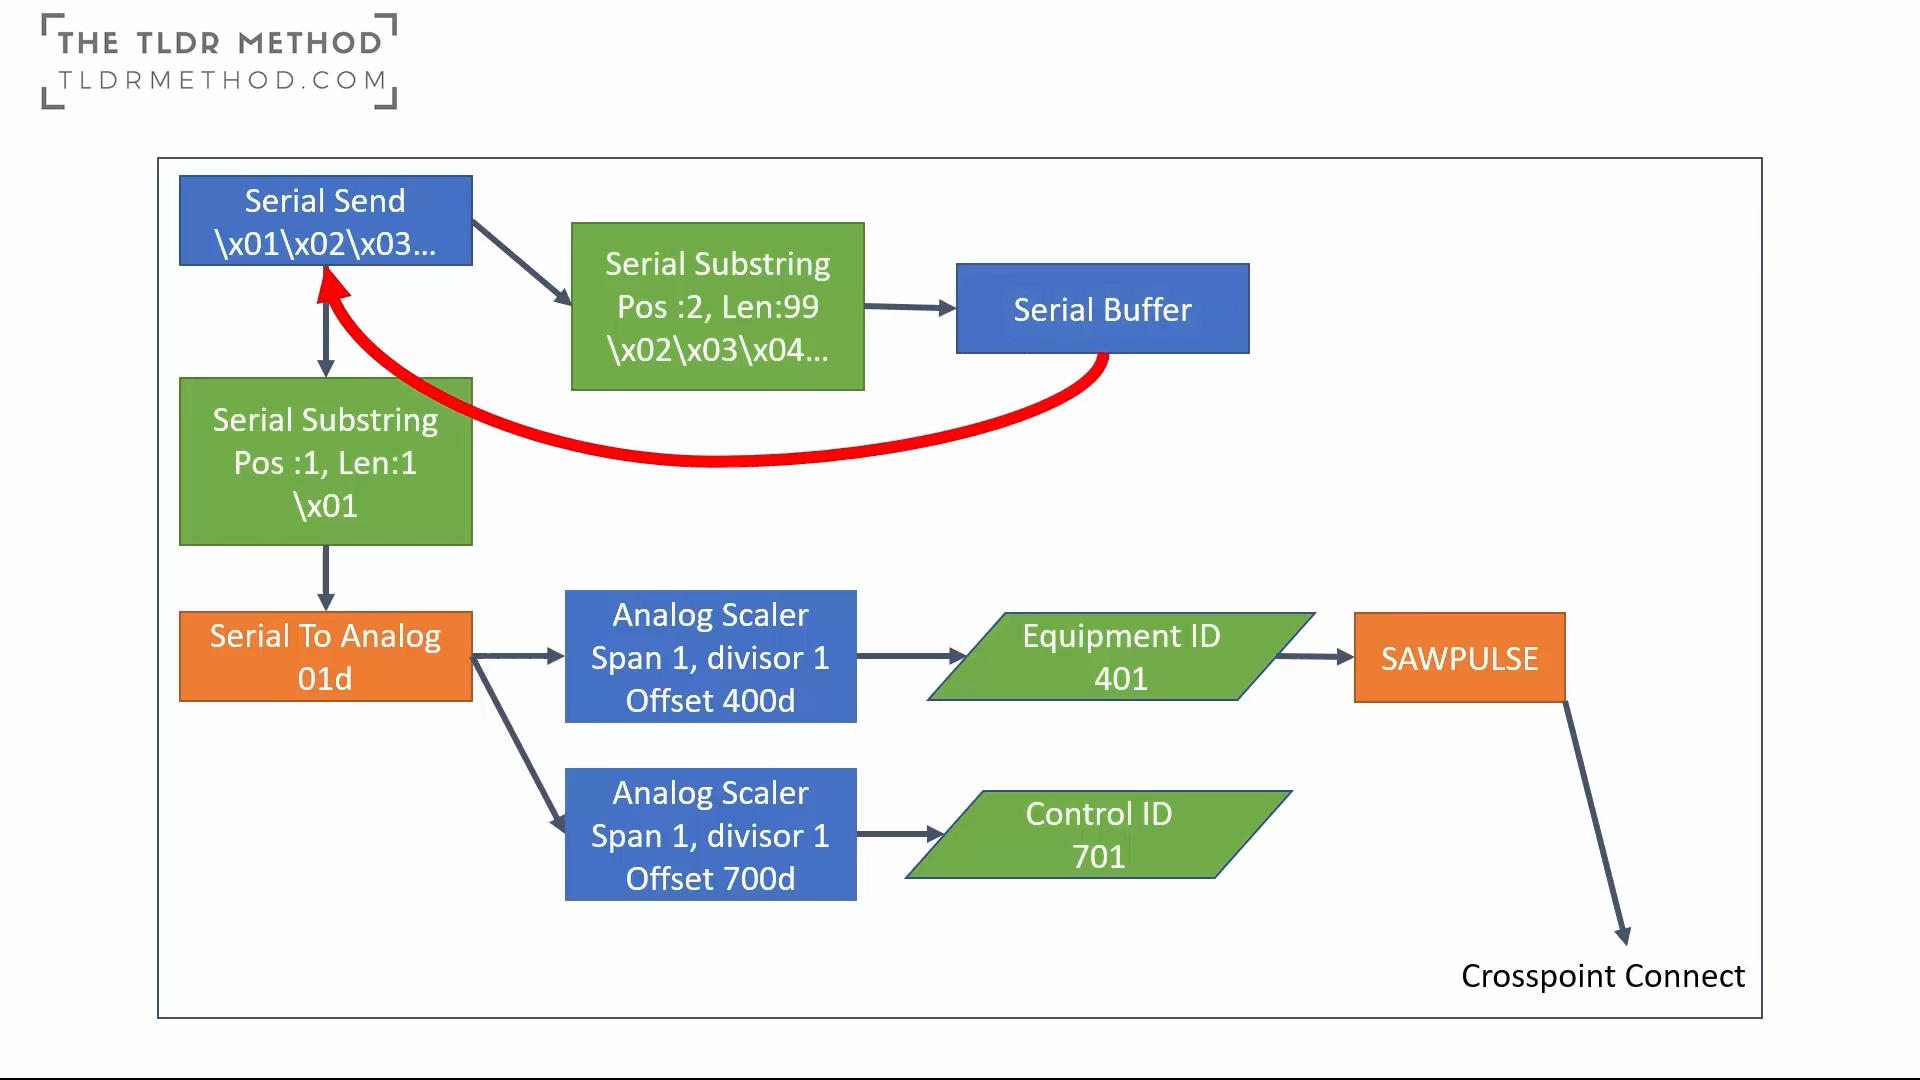 THE TLDR METHOD
TLDRMETHOD.COM
Serial Send
\x01\x02\x03...
Serial Substring
Pos :2, Len:99
\x02\x03\x04...
Serial Buffer
Serial Substring
Pos :1, Len:1
\x01
Serial To Analog
01d
Analog Scaler
Span 1, divisor 1
Offset 400d
Equipment ID
401
SAWPULSE
Analog Scaler
Span 1, divisor 1
Offset 700d
Control ID
701
Crosspoint Connect